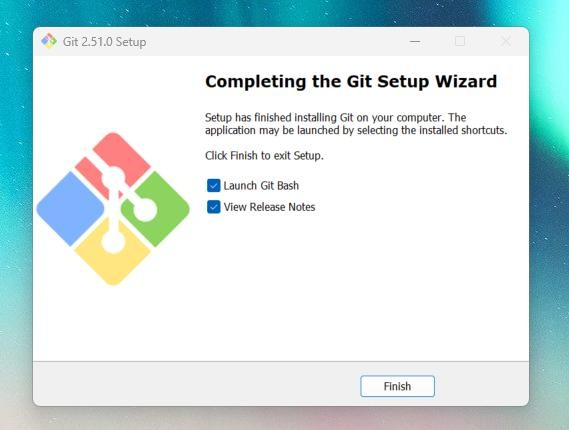 Git 2.51.0 Setup
Completing the Git Setup Wizard
Setup has finished installing Git on your computer. The
application may be launched by selecting the installed shortcuts.
Click Finish to exit Setup.
Launch Git Bash
View Release Notes
Finish